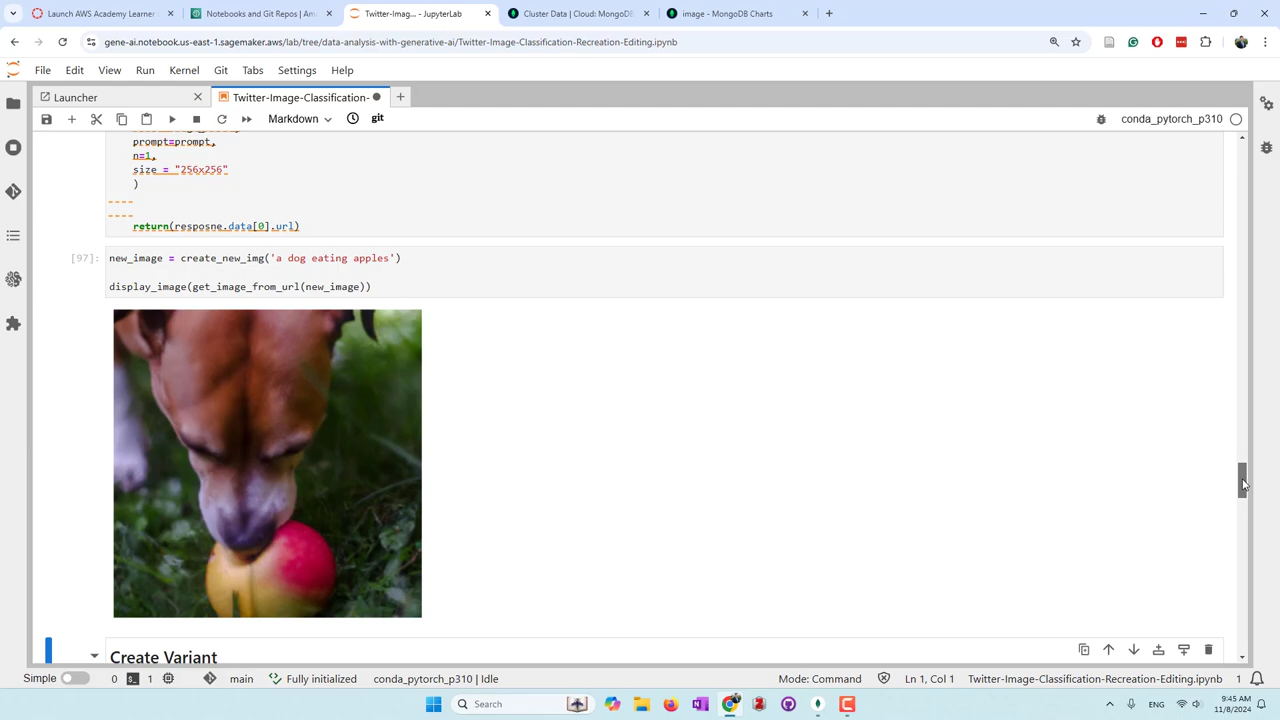 Launch AWS Academy Learner
Notebooks and Git Repos | Am
Twitter-Imag... - JupyterLab
Cluster Data | Cloud: MongoDB
image - MongoDB Charts
gene-ai.notebook.us-east-1.sagemaker.aws/lab/tree/data-analysis-with-generative-ai/Twitter-Image-Classification-Recreation-Editing.ipynb
File Edit View Run Kernel Git Tabs Settings Help
Launcher
Twitter-Image-Classification-
Markdown
git
conda_pytorch_p310
prompt=prompt,
n=1,
size = "256x256"
)
return(resposne.data[0].url)
[97]:
new_image = create_new_img('a dog eating apples')
display_image(get_image_from_url(new_image))
Create Variant
Simple 0 1 main Fully initialized conda_pytorch_p310 | Idle Mode: Command Ln 1, Col 1 Twitter-Image-Classification-Recreation-Editing.ipynb
Search
ENG
9:45 AM
11/8/2024